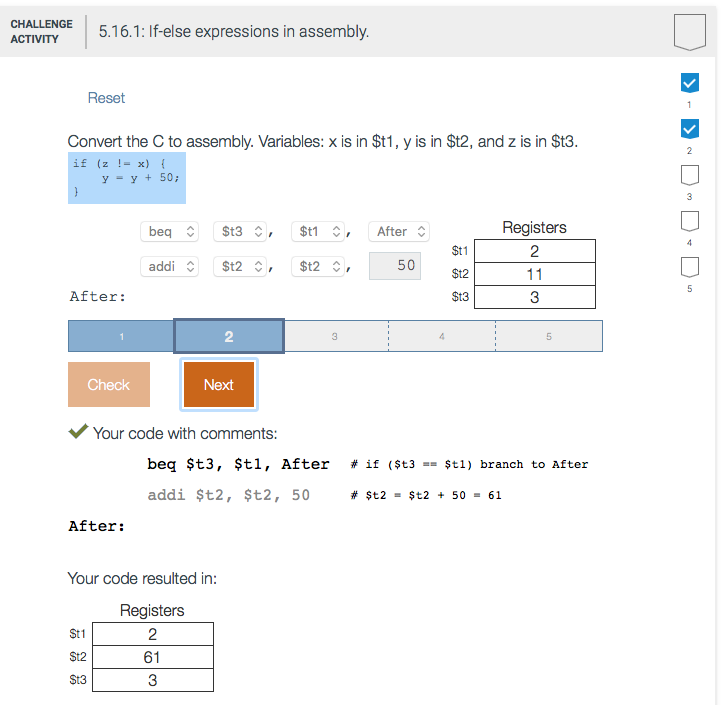 CHALLENGE ACTIVITY 5.16.1: If-else expressions in assembly.
1
2
3
4
5
Reset
Convert the C to assembly. Variables: x is in $t1, y is in $t2, and z is in $t3.
if (z != x) {
y = y + 50;
}
beq $t3 , $t1 , After
addi $t2 , $t2 , 50
After:
Registers
$t1 2
$t2 11
$t3 3
1 2 3 4 5
Check Next
Your code with comments:
beq $t3, $t1, After # if ($t3 == $t1) branch to After
addi $t2, $t2, 50 # $t2 = $t2 + 50 = 61
After:
Your code resulted in:
Registers
$t1 2
$t2 61
$t3 3